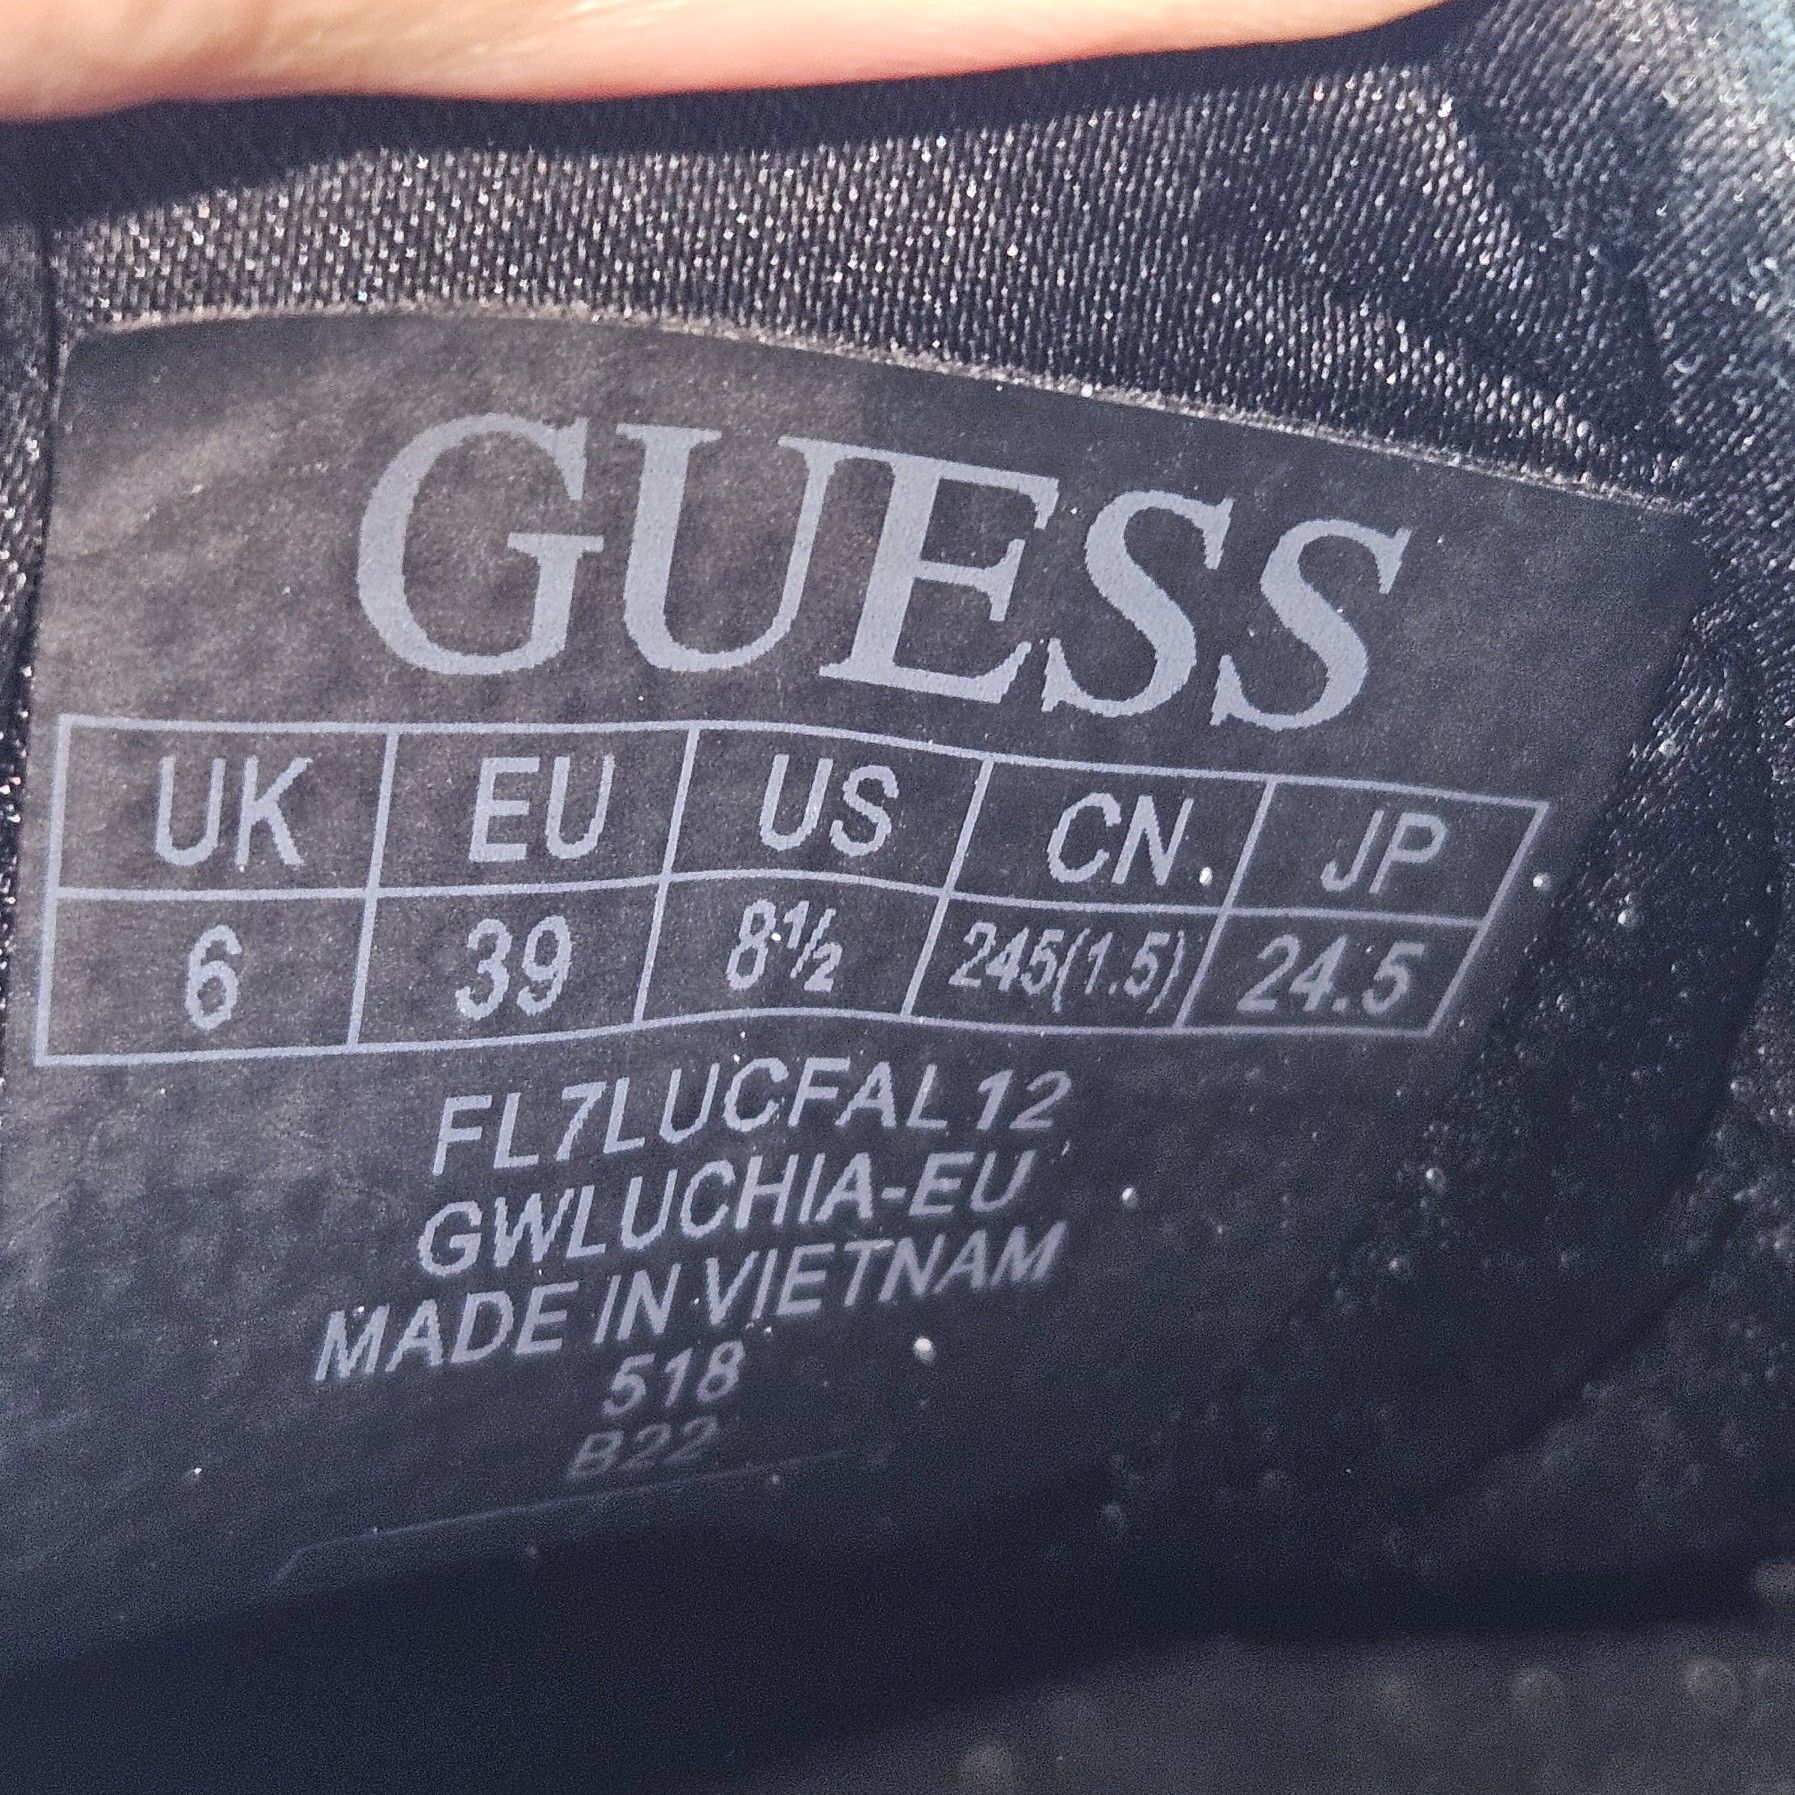 GUESS
UK EU US CN JP
6 39 8½ 245(1.5) 24.5
FL7LUCFAL12
GWLUCHIA-EU
MADE IN VIETNAM
518
B22